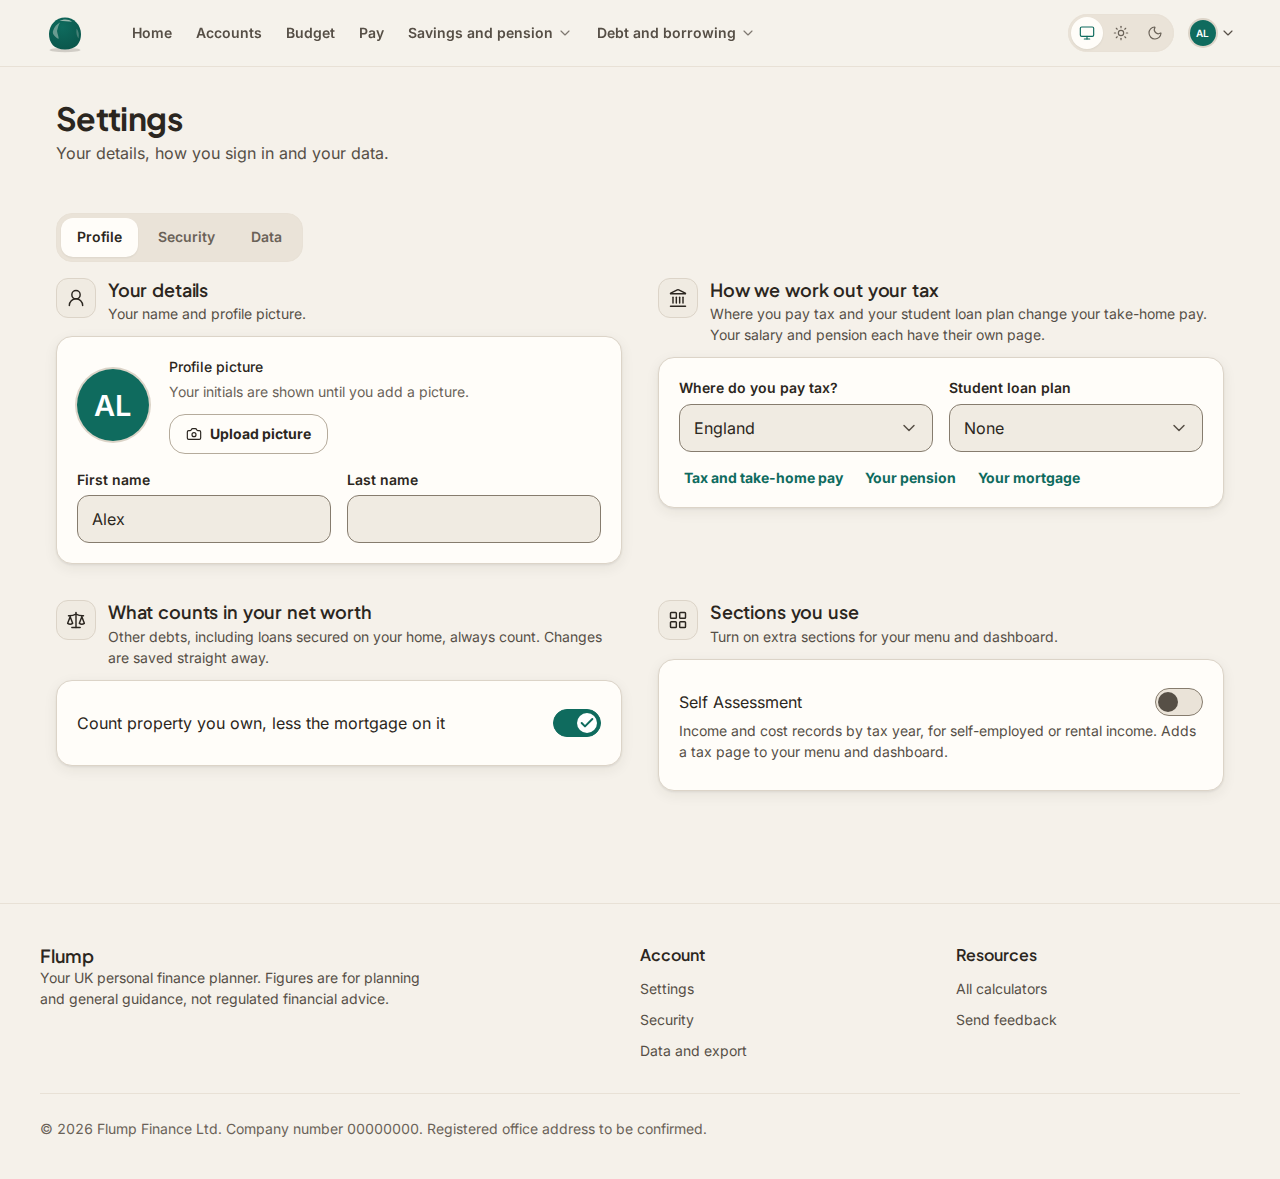 Home
Accounts
Budget
Pay
Savings and pension
Debt and borrowing
AL
Settings
Your details, how you sign in and your data.
Profile
Security
Data
Your details
Your name and profile picture.
AL
Profile picture
Your initials are shown until you add a picture.
Upload picture
First name
Last name
Alex
How we work out your tax
Where you pay tax and your student loan plan change your take-home pay.
Your salary and pension each have their own page.
Where do you pay tax?
Student loan plan
England
None
Tax and take-home pay
Your pension
Your mortgage
What counts in your net worth
Other debts, including loans secured on your home, always count. Changes
are saved straight away.
Count property you own, less the mortgage on it
Sections you use
Turn on extra sections for your menu and dashboard.
Self Assessment
Income and cost records by tax year, for self-employed or rental income. Adds
a tax page to your menu and dashboard.
Flump
Your UK personal finance planner. Figures are for planning
and general guidance, not regulated financial advice.
Account
Settings
Security
Data and export
Resources
All calculators
Send feedback
© 2026 Flump Finance Ltd. Company number 00000000. Registered office address to be confirmed.